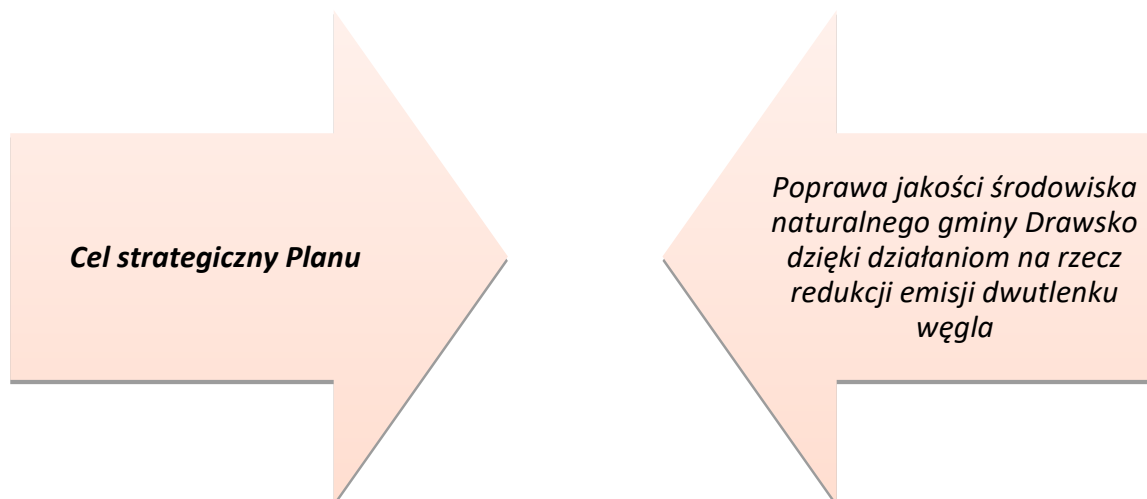 Cel strategiczny Planu
Poprawa jakości środowiska
naturalnego gminy Drawsko
dzięki działaniom na rzecz
redukcji emisji dwutlenku
węgla